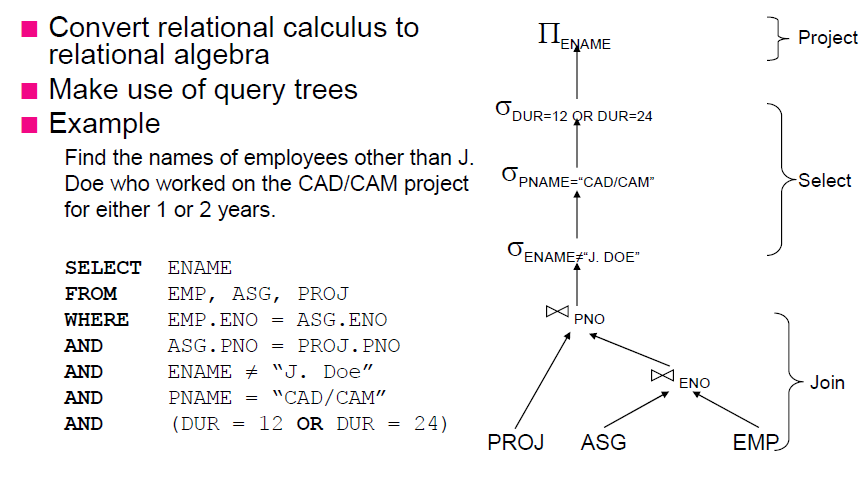 Convert relational calculus to
relational algebra
Make use of query trees
Example
Find the names of employees other than J.
Doe who worked on the CAD/CAM project
for either 1 or 2 years.
SELECT ENAME
FROM EMP, ASG, PROJ
WHERE EMP.ENO = ASG.ENO
AND ASG.PNO = PROJ.PNO
AND ENAME ≠ “J. Doe”
AND PNAME = “CAD/CAM”
AND (DUR = 12 OR DUR = 24)
Π ENAME
Project
σ DUR=12 OR DUR=24
σ PNAME=“CAD/CAM”
Select
σ ENAME≠“J. DOE”
⋈ PNO
⋈ ENO
Join
PROJ ASG EMP